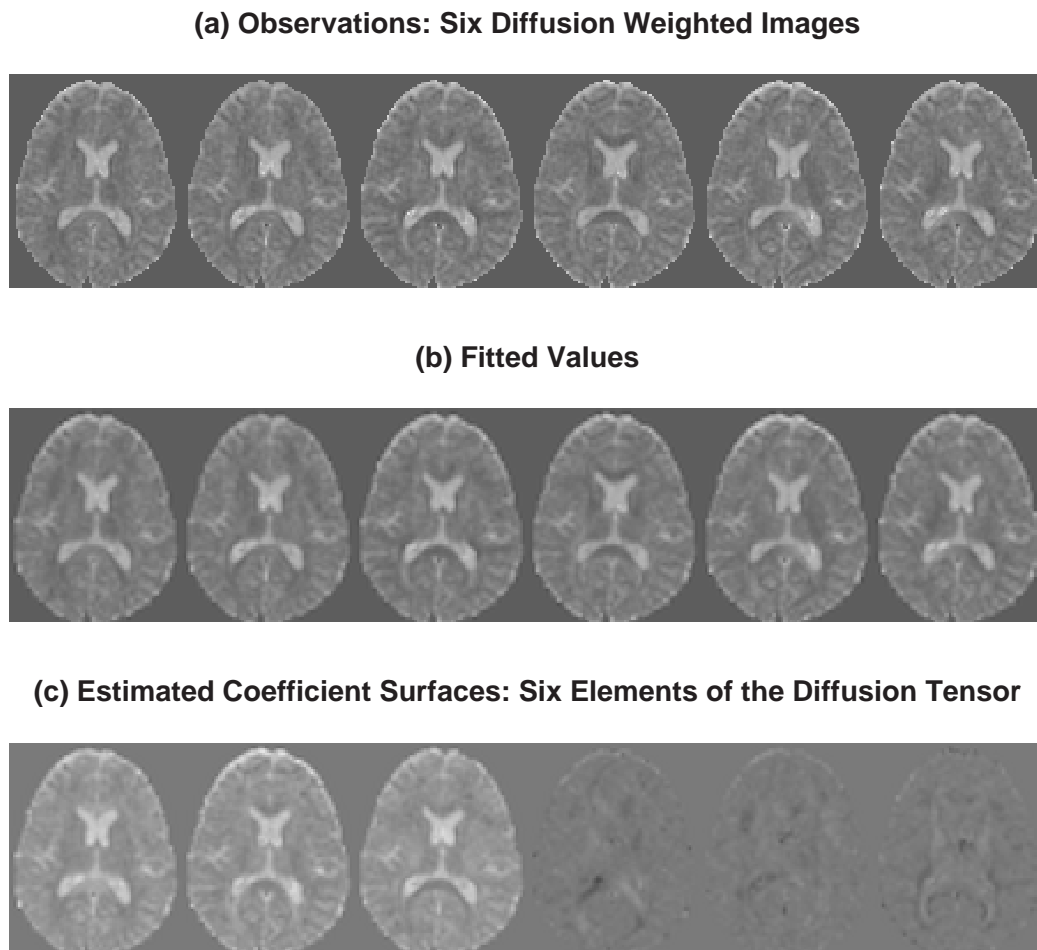 (a) Observations: Six Diffusion Weighted Images
(b) Fitted Values
(c) Estimated Coefficient Surfaces: Six Elements of the Diffusion Tensor